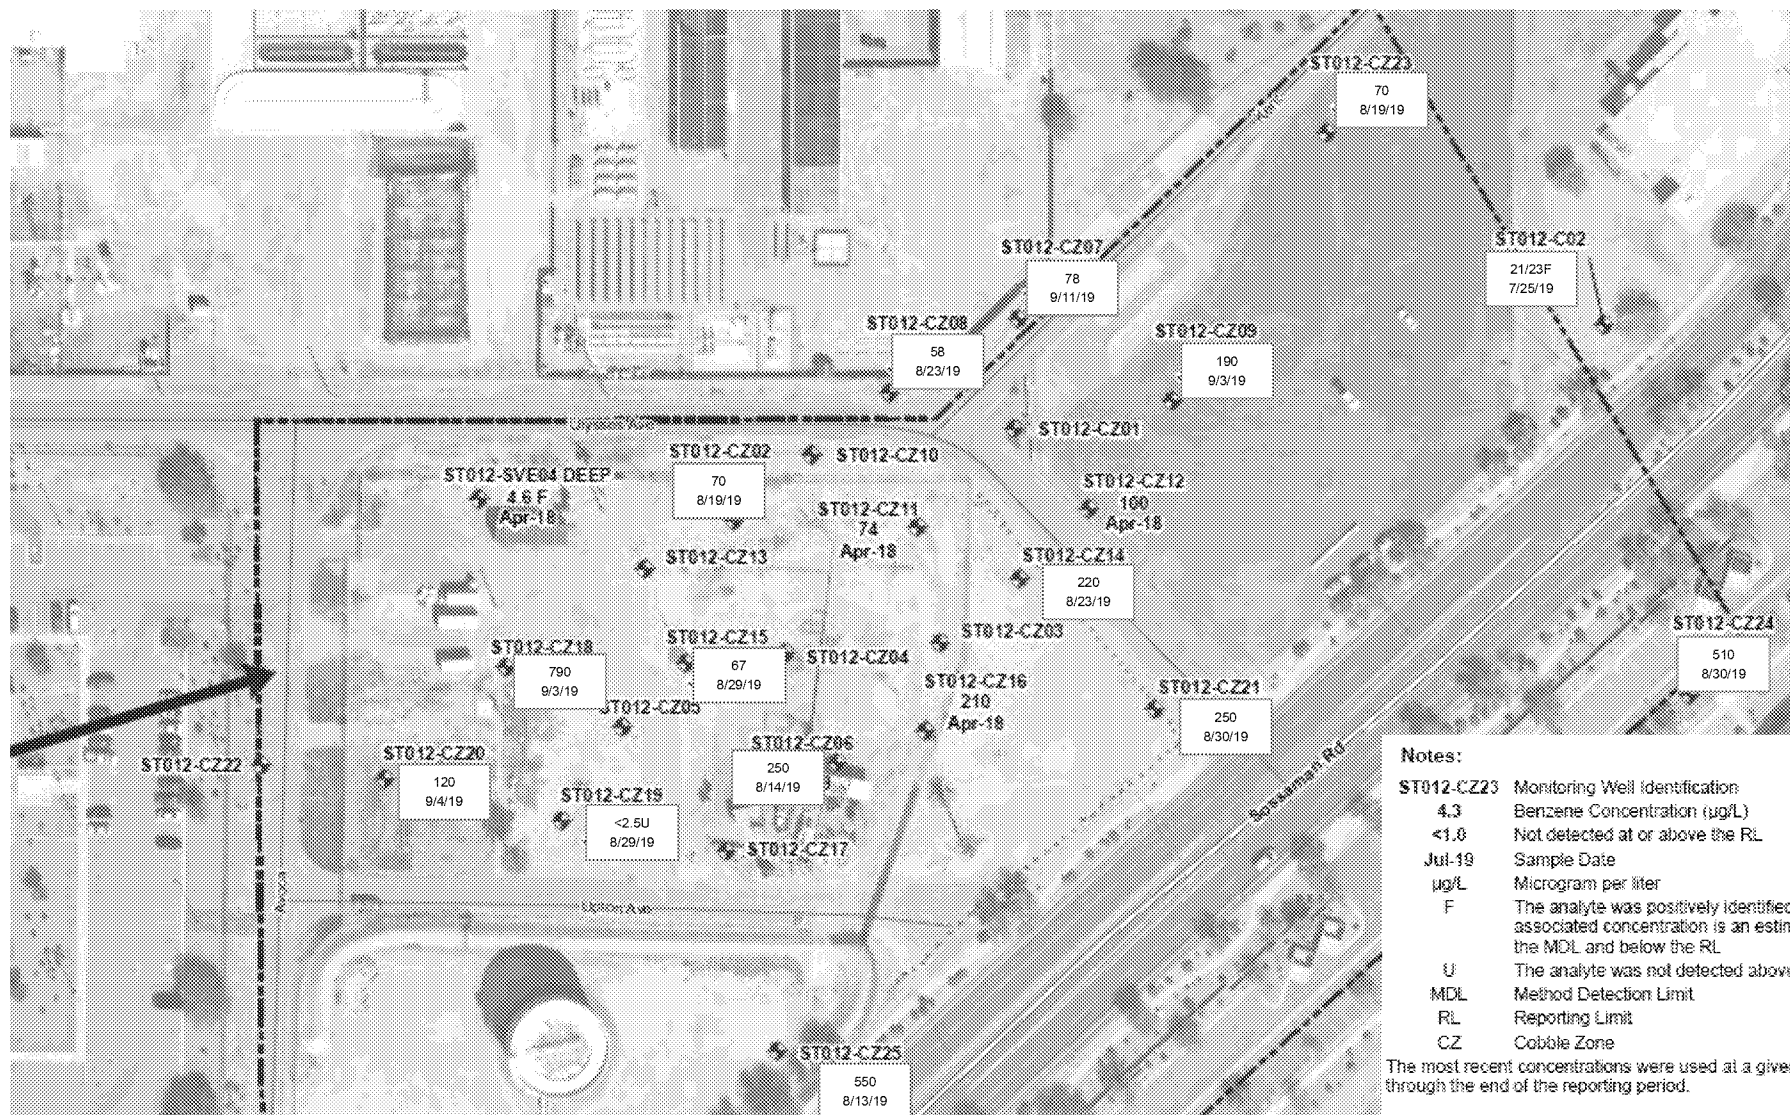 ST012-CZ23
70
8/19/19
ST012-C02
21/23F
7/25/19
ST012-CZ07
78
9/11/19
ST012-CZ08
58
8/23/19
ST012-CZ09
190
9/3/19
Ulysses Ave
ST012-CZ01
ST012-CZ02
70
8/19/19
ST012-CZ10
ST012-SVE04 DEEP
4.6 F
Apr-18
ST012-CZ12
100
Apr-18
ST012-CZ11
74
Apr-18
ST012-CZ13
ST012-CZ14
220
8/23/19
ST012-CZ03
ST012-CZ15
67
8/29/19
ST012-CZ04
ST012-CZ18
790
9/3/19
ST012-CZ24
510
8/30/19
ST012-CZ16
210
Apr-18
ST012-CZ21
250
8/30/19
ST012-CZ05
ST012-CZ06
250
8/14/19
ST012-CZ22
ST012-CZ20
120
9/4/19
ST012-CZ19
<2.5U
8/29/19
ST012-CZ17
Sossaman Rd
Avoca
Upton Ave
ST012-CZ25
550
8/13/19
Notes:
ST012-CZ23 Monitoring Well Identification
4.3 Benzene Concentration (µg/L)
<1.0 Not detected at or above the RL
Jul-19 Sample Date
µg/L Microgram per liter
F The analyte was positively identified
associated concentration is an estim
the MDL and below the RL
U The analyte was not detected above
MDL Method Detection Limit
RL Reporting Limit
CZ Cobble Zone
The most recent concentrations were used at a give
through the end of the reporting period.